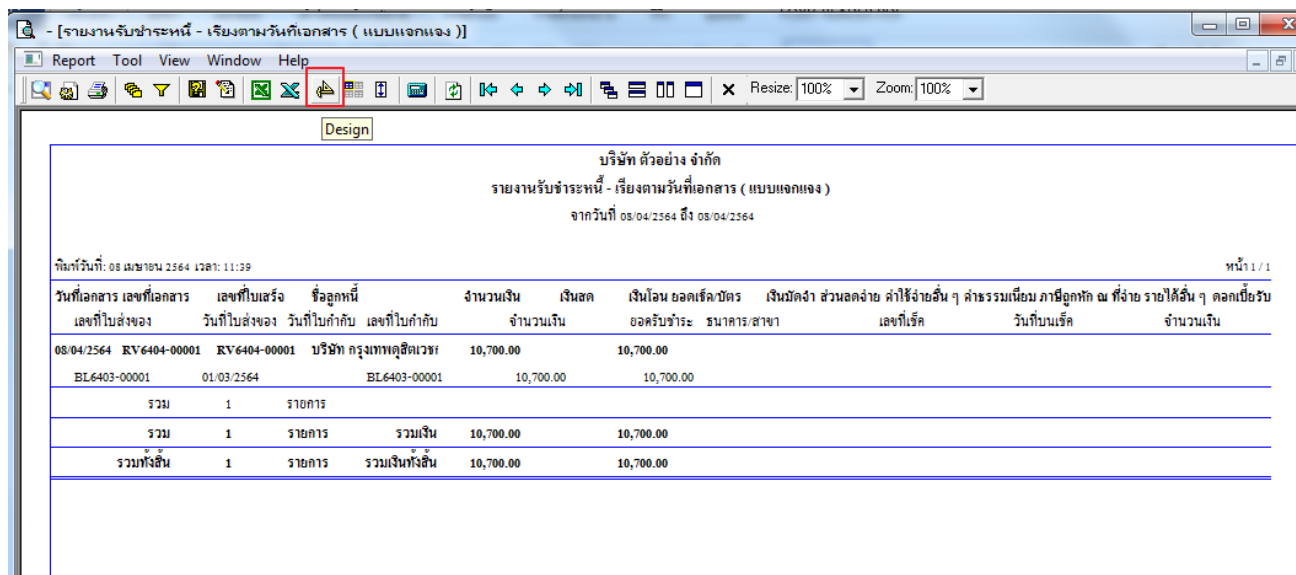 - [รายงานรับชำระหนี้ - เรียงตามวันที่เอกสาร ( แบบแจกแจง )]
Report Tool View Window Help
Resize: 100% Zoom: 100%
Design
บริษัท ตัวอย่าง จำกัด
รายงานรับชำระหนี้ - เรียงตามวันที่เอกสาร ( แบบแจกแจง )
จากวันที่ 08/04/2564 ถึง 08/04/2564
พิมพ์วันที่: 08 เมษายน 2564 เวลา: 11:39 หน้า 1 / 1
วันที่เอกสาร เลขที่เอกสาร เลขที่ใบเสร็จ ชื่อลูกหนี้ จำนวนเงิน เงินสด เงินโอน ยอดเช็ค/บัตร เงินมัดจำ ส่วนลดจ่าย ค่าใช้จ่ายอื่น ๆ ค่าธรรมเนียม ภาษีถูกหัก ณ ที่จ่าย รายได้อื่น ๆ ดอกเบี้ยรับ
เลขที่ใบส่งของ วันที่ใบส่งของ วันที่ใบกำกับ เลขที่ใบกำกับ จำนวนเงิน ยอดรับชำระ ธนาคาร/สาขา เลขที่เช็ค วันที่บนเช็ค จำนวนเงิน
08/04/2564 RV6404-00001 RV6404-00001 บริษัท กรุงเทพดุสิตเวช 10,700.00 10,700.00
BL6403-00001 01/03/2564 BL6403-00001 10,700.00 10,700.00
รวม 1 รายการ
รวม 1 รายการ รวมเงิน 10,700.00 10,700.00
รวมทั้งสิ้น 1 รายการ รวมเงินทั้งสิ้น 10,700.00 10,700.00